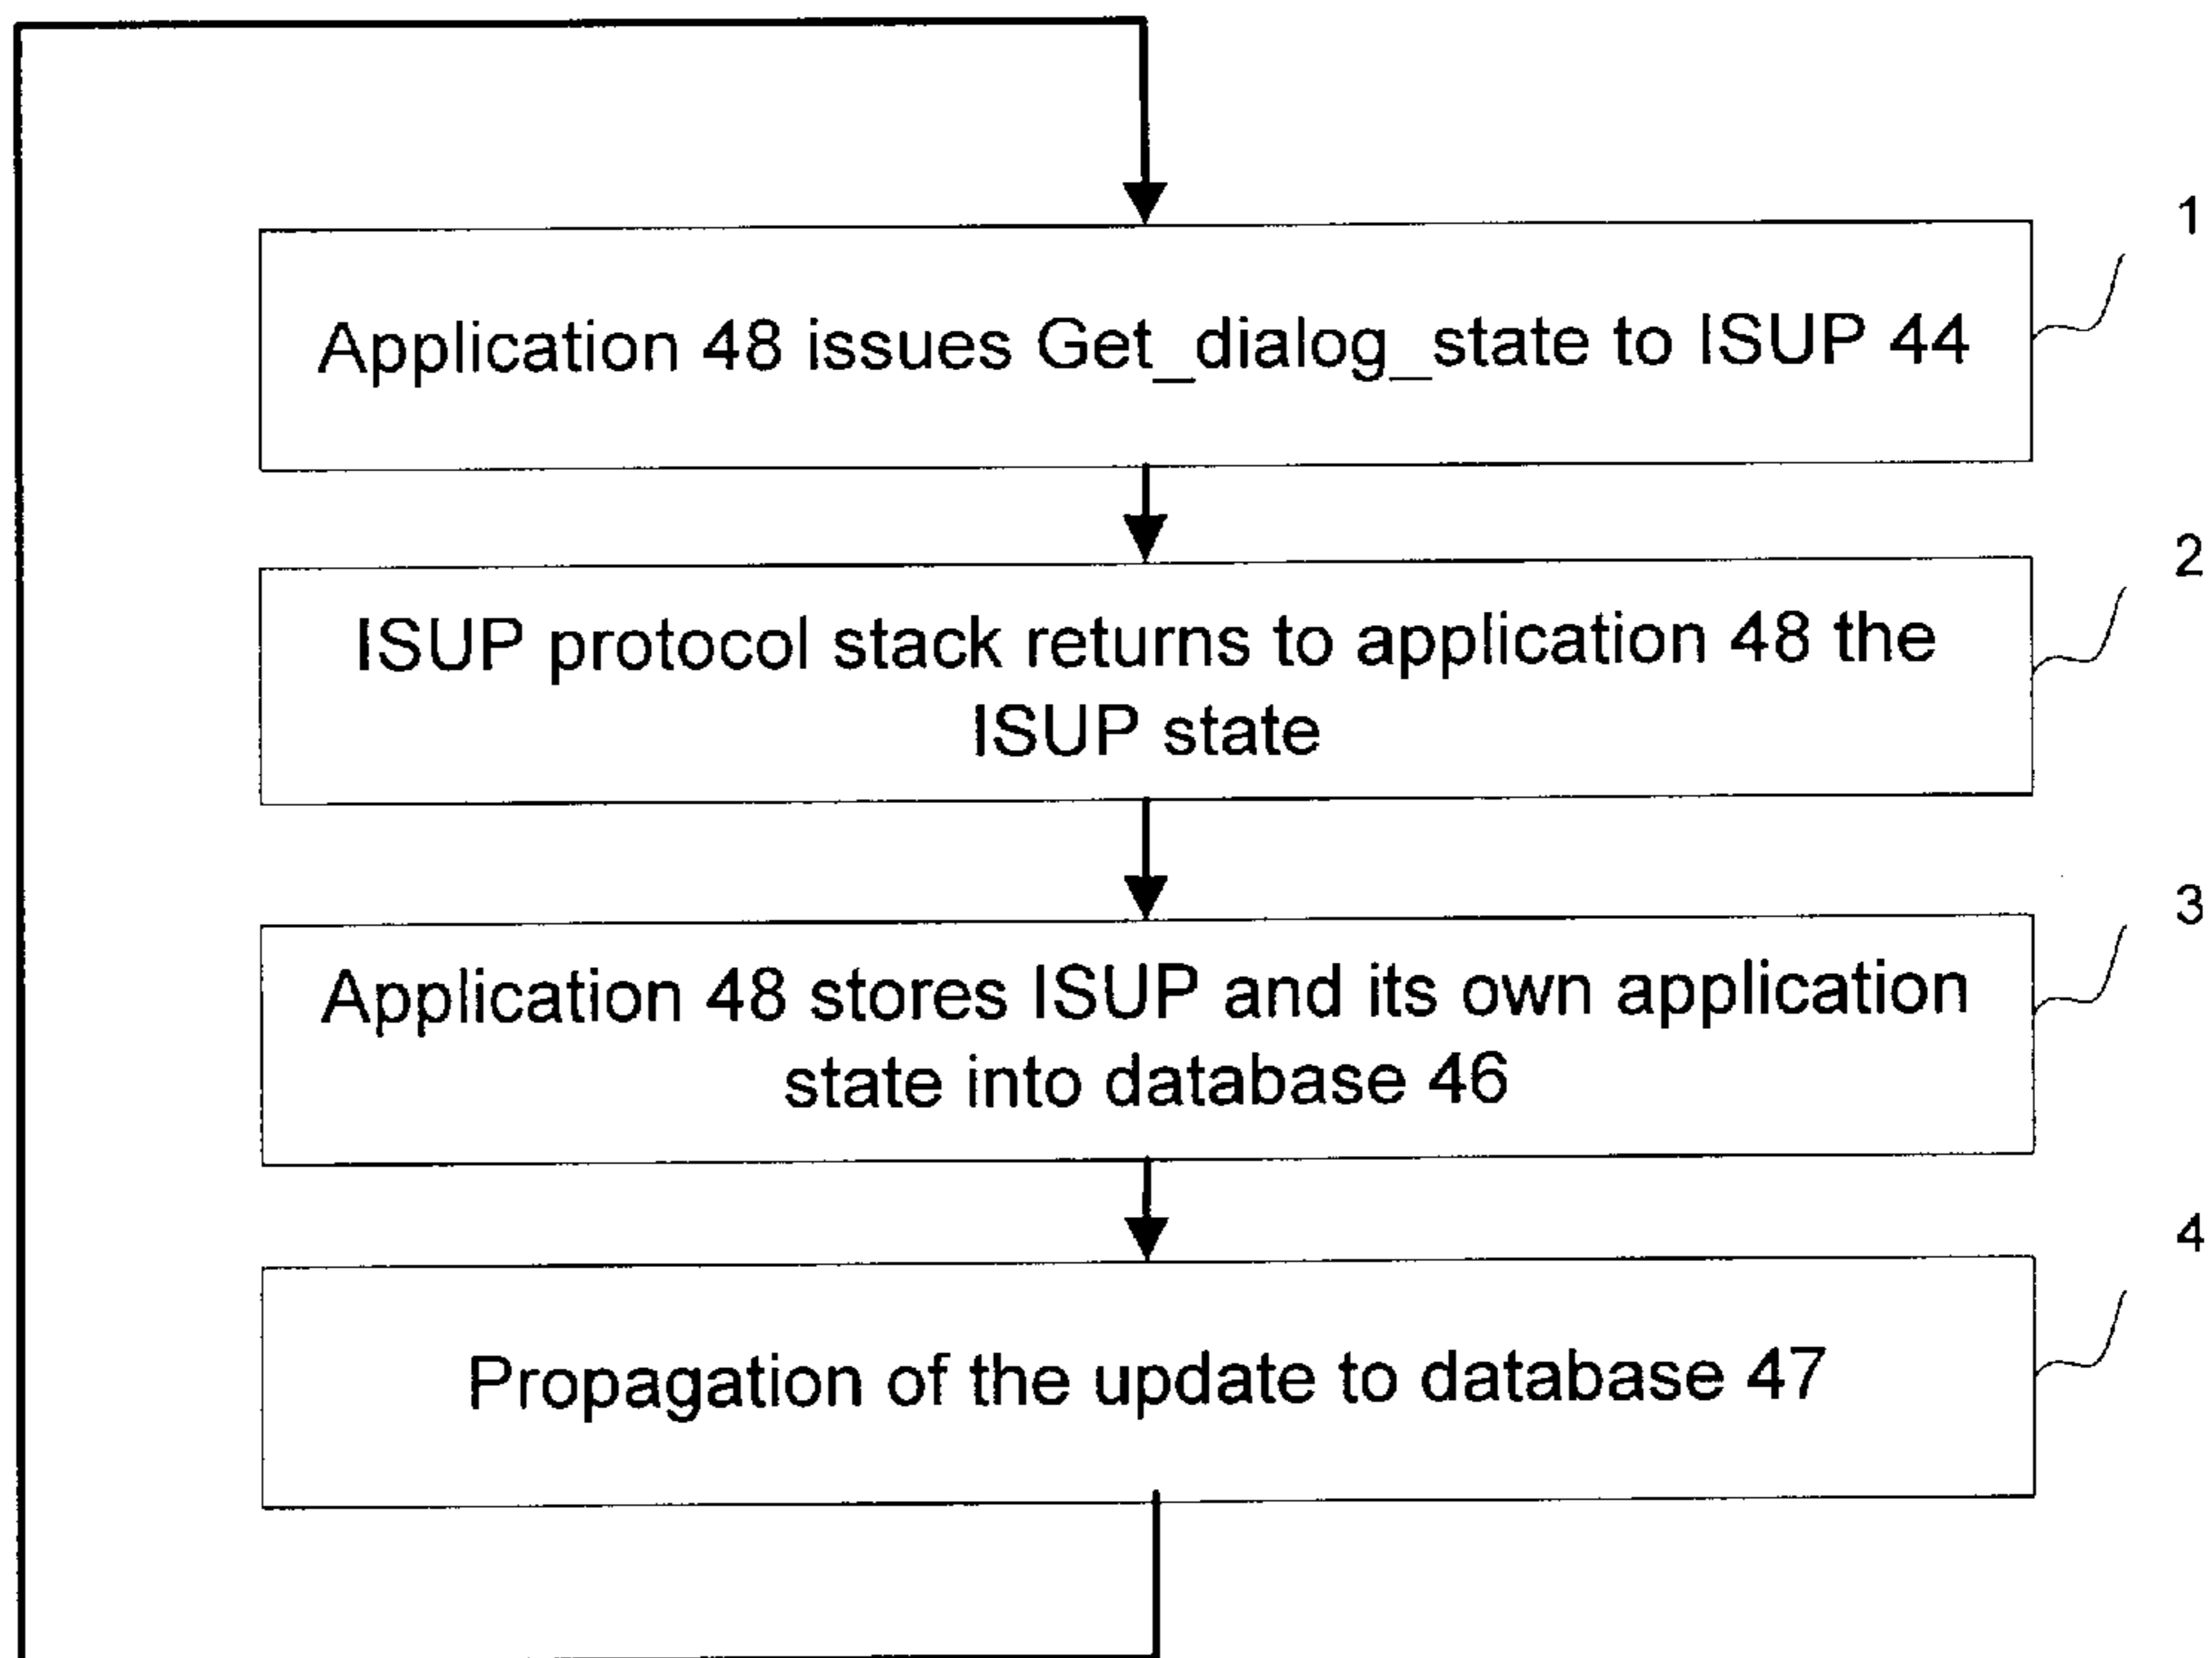 1
Application 48 issues Get_dialog_state to ISUP 44
2
ISUP protocol stack returns to application 48 the
ISUP state
3
Application 48 stores ISUP and its own application
state into database 46
4
Propagation of the update to database 47